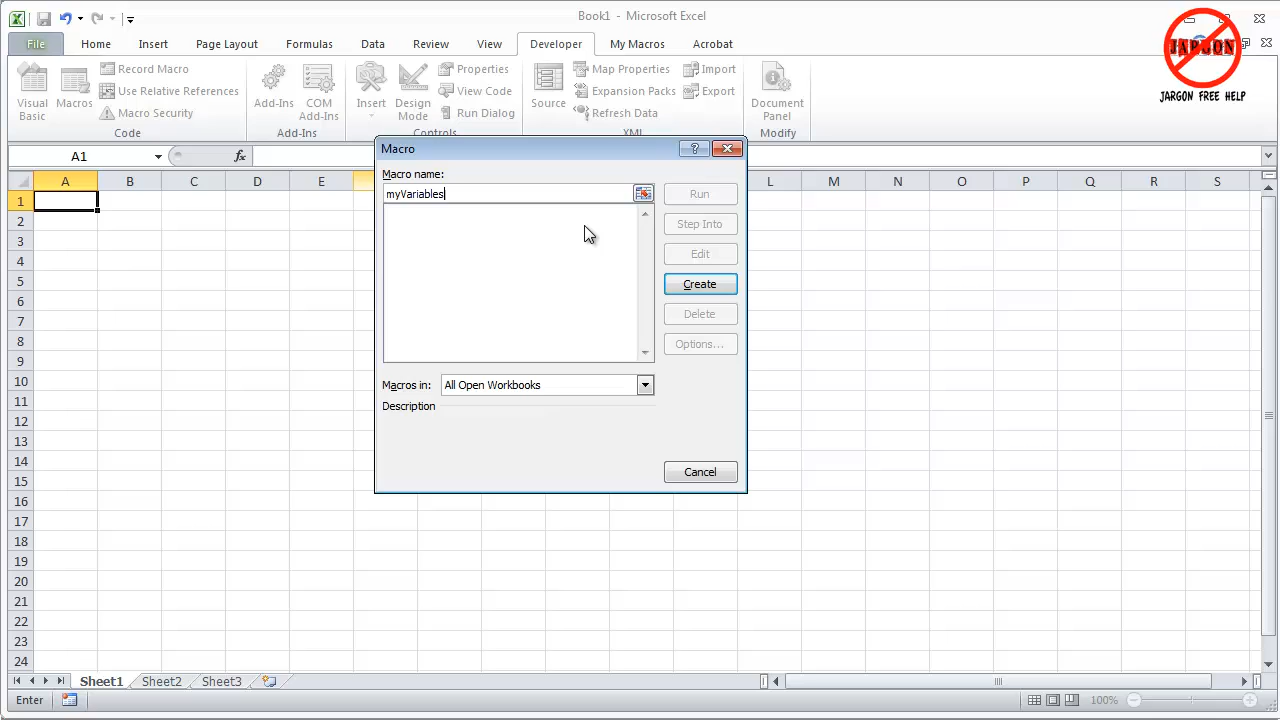 Book1 - Microsoft Excel
File Home Insert Page Layout Formulas Data Review View Developer My Macros Acrobat
JARGON
JARGON FREE HELP
Visual Basic
Macros
Record Macro
Use Relative References
Macro Security
Code
Add-Ins
COM Add-Ins
Add-Ins
Insert
Design Mode
Properties
View Code
Run Dialog
Controls
Source
Map Properties
Expansion Packs
Refresh Data
Import
Export
XML
Document Panel
Modify
A1 fx
Macro
Macro name:
myVariables
Run
Step Into
Edit
Create
Delete
Options...
Macros in: All Open Workbooks
Description
Cancel
A B C D E L M N O P Q R S
1
2
3
4
5
6
7
8
9
10
11
12
13
14
15
16
17
18
19
20
21
22
23
24
Sheet1 Sheet2 Sheet3
Enter 100%